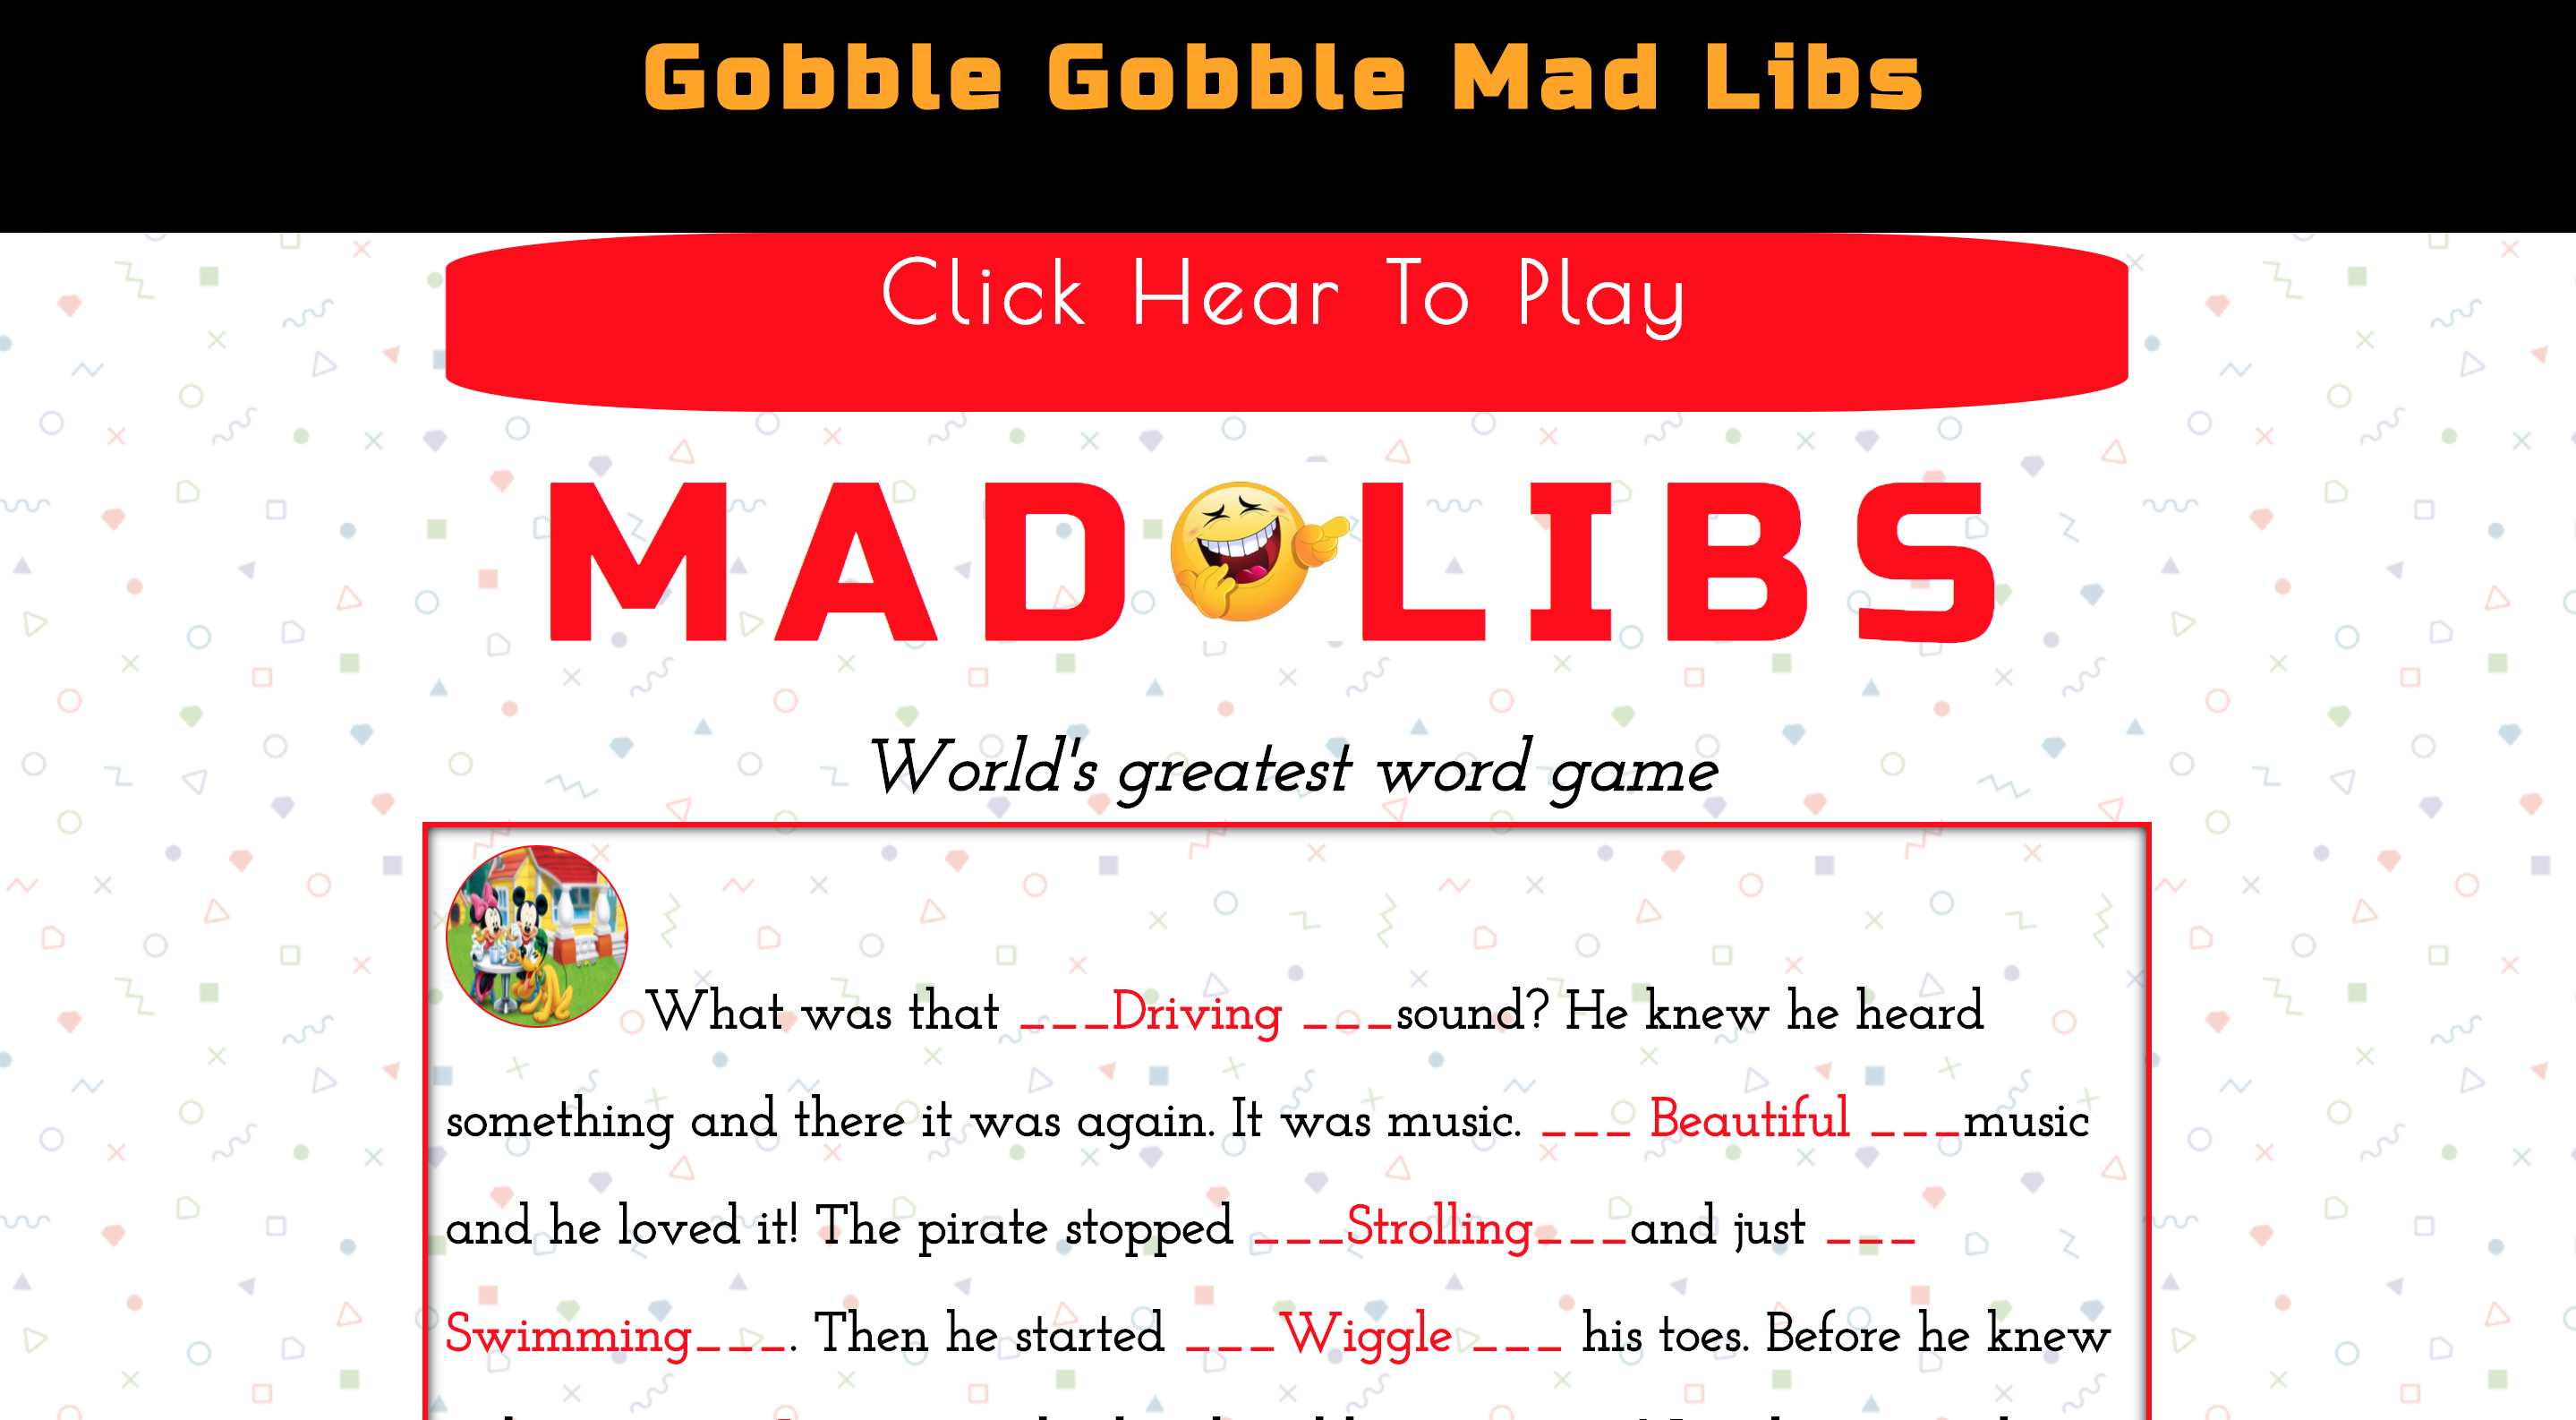 Gobble Gobble Mad Libs
Click Hear To Play
MAD LIBS
World's greatest word game
What was that ___Driving ___sound? He knew he heard
something and there it was again. It was music. ___ Beautiful ___music
and he loved it! The pirate stopped ___Strolling___and just ___
Swimming___. Then he started ___Wiggle ___ his toes. Before he knew